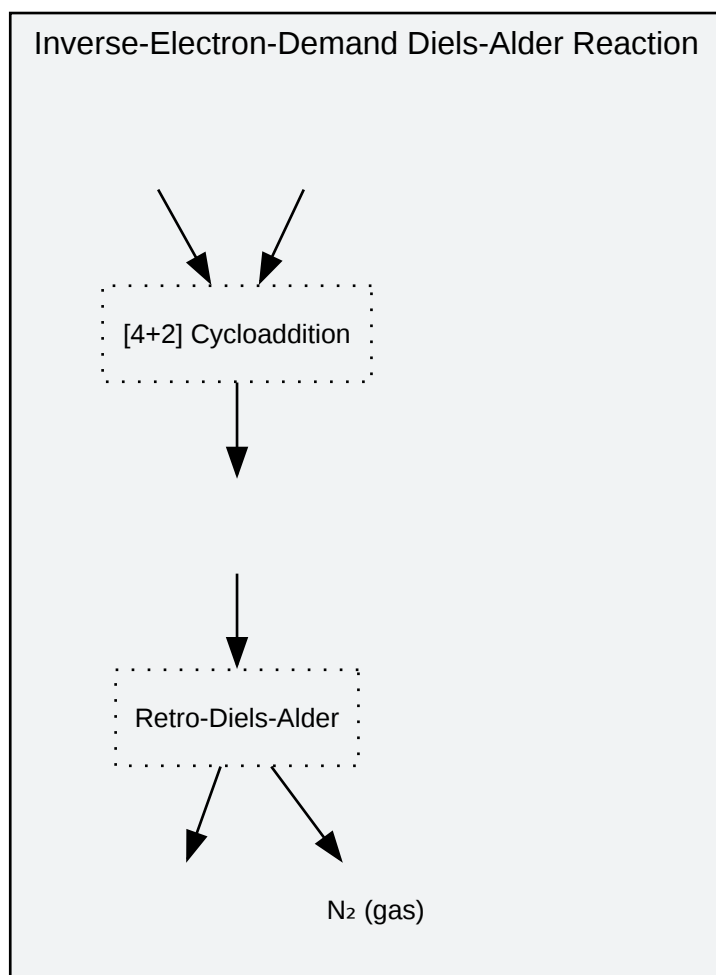 Inverse-Electron-Demand Diels-Alder Reaction
[4+2] Cycloaddition
Retro-Diels-Alder
N₂ (gas)